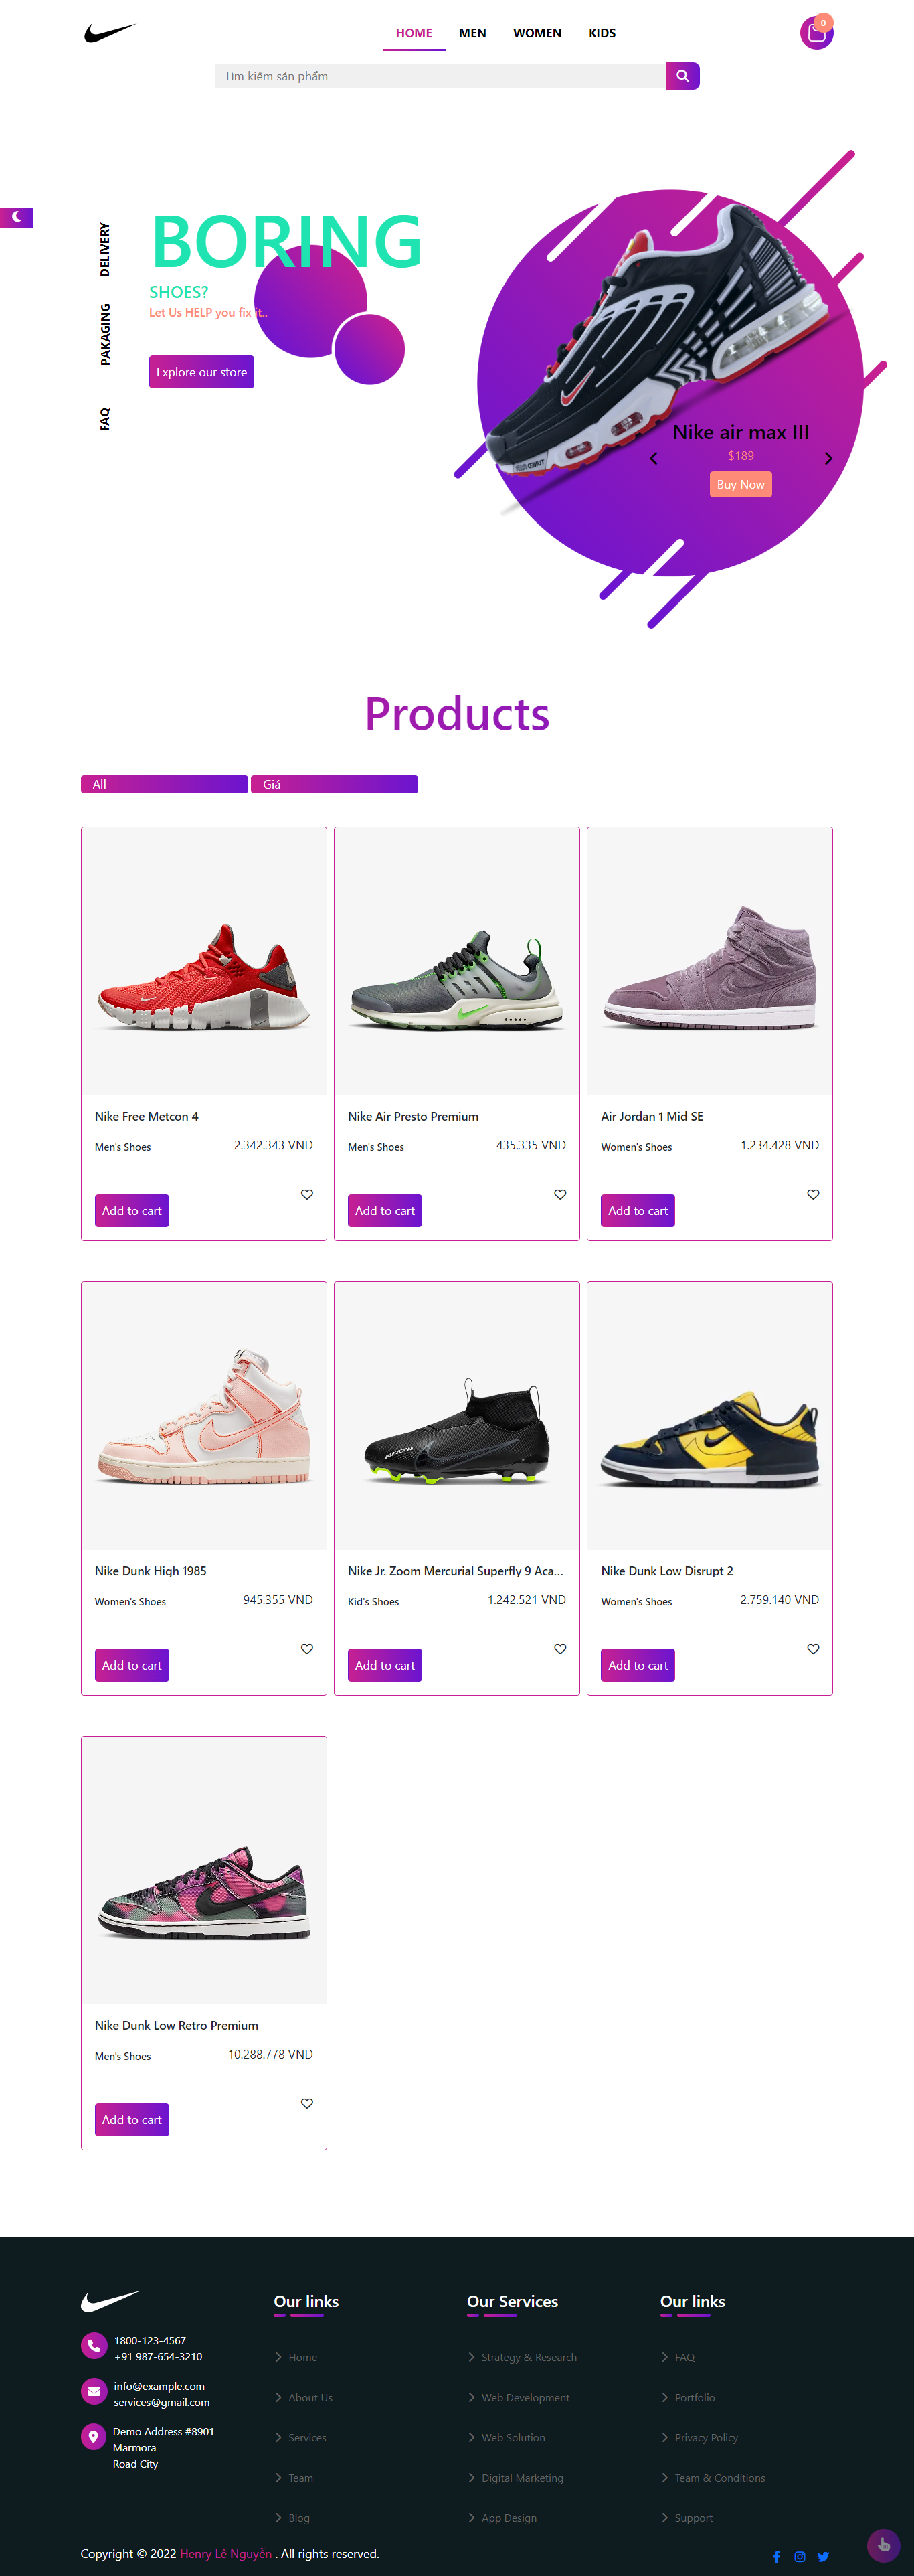 HOME MEN WOMEN KIDS
0
Tìm kiếm sản phẩm
DELIVERY
PAKAGING
FAQ
BORING
SHOES?
Let Us HELP you fix it..
Explore our store
Nike air max III
$189
Buy Now
Products
All
Giá
Nike Free Metcon 4
Men's Shoes 2.342.343 VND
Add to cart
Nike Air Presto Premium
Men's Shoes 435.335 VND
Add to cart
Air Jordan 1 Mid SE
Women's Shoes 1.234.428 VND
Add to cart
Nike Dunk High 1985
Women's Shoes 945.355 VND
Add to cart
Nike Jr. Zoom Mercurial Superfly 9 Aca...
Kid's Shoes 1.242.521 VND
Add to cart
Nike Dunk Low Disrupt 2
Women's Shoes 2.759.140 VND
Add to cart
Nike Dunk Low Retro Premium
Men's Shoes 10.288.778 VND
Add to cart
1800-123-4567
+91 987-654-3210
info@example.com
services@gmail.com
Demo Address #8901
Marmora
Road City
Our links
Home
About Us
Services
Team
Blog
Our Services
Strategy & Research
Web Development
Web Solution
Digital Marketing
App Design
Our links
FAQ
Portfolio
Privacy Policy
Team & Conditions
Support
Copyright © 2022 Henry Lê Nguyễn . All rights reserved.